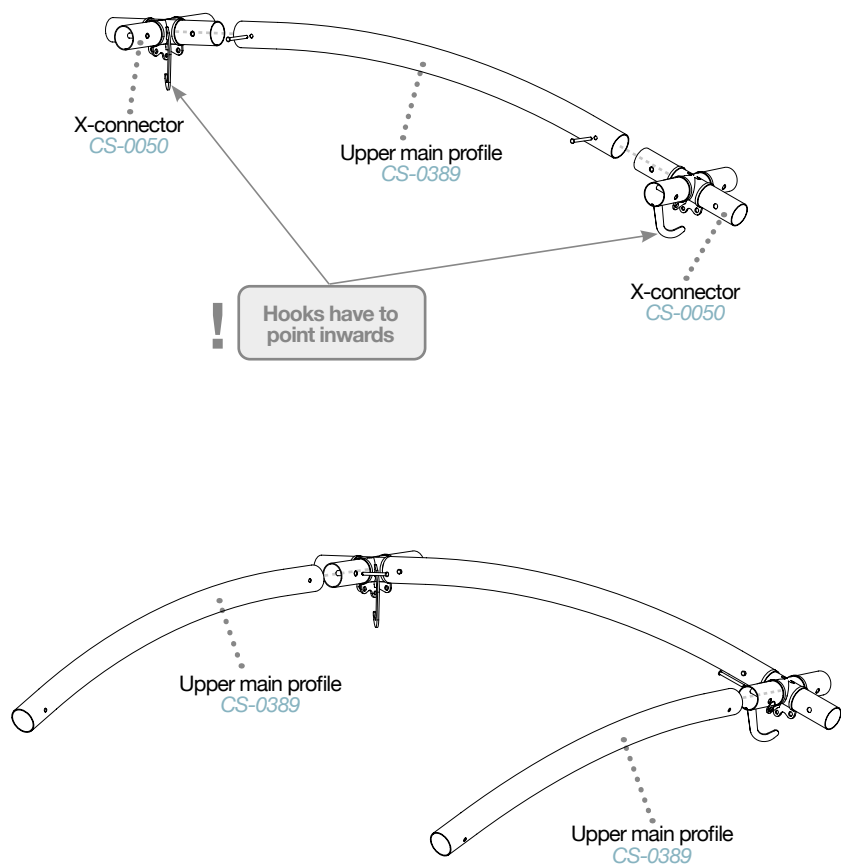 X-connector
CS-0050
Upper main profile
CS-0389
X-connector
CS-0050
!
Hooks have to
point inwards
Upper main profile
CS-0389
Upper main profile
CS-0389